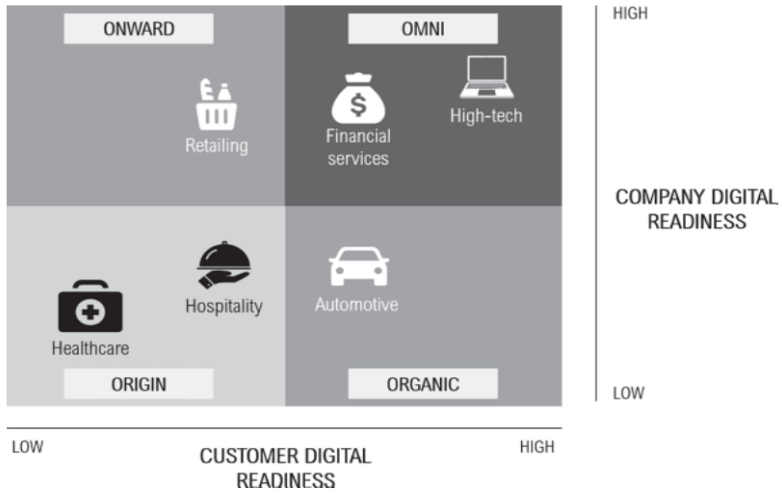 ONWARD
OMNI
HIGH
$
High-tech
Retailing
Financial
services
COMPANY DIGITAL
READINESS
Hospitality
Automotive
Healthcare
ORIGIN
ORGANIC
LOW
LOW
HIGH
CUSTOMER DIGITAL
READINESS